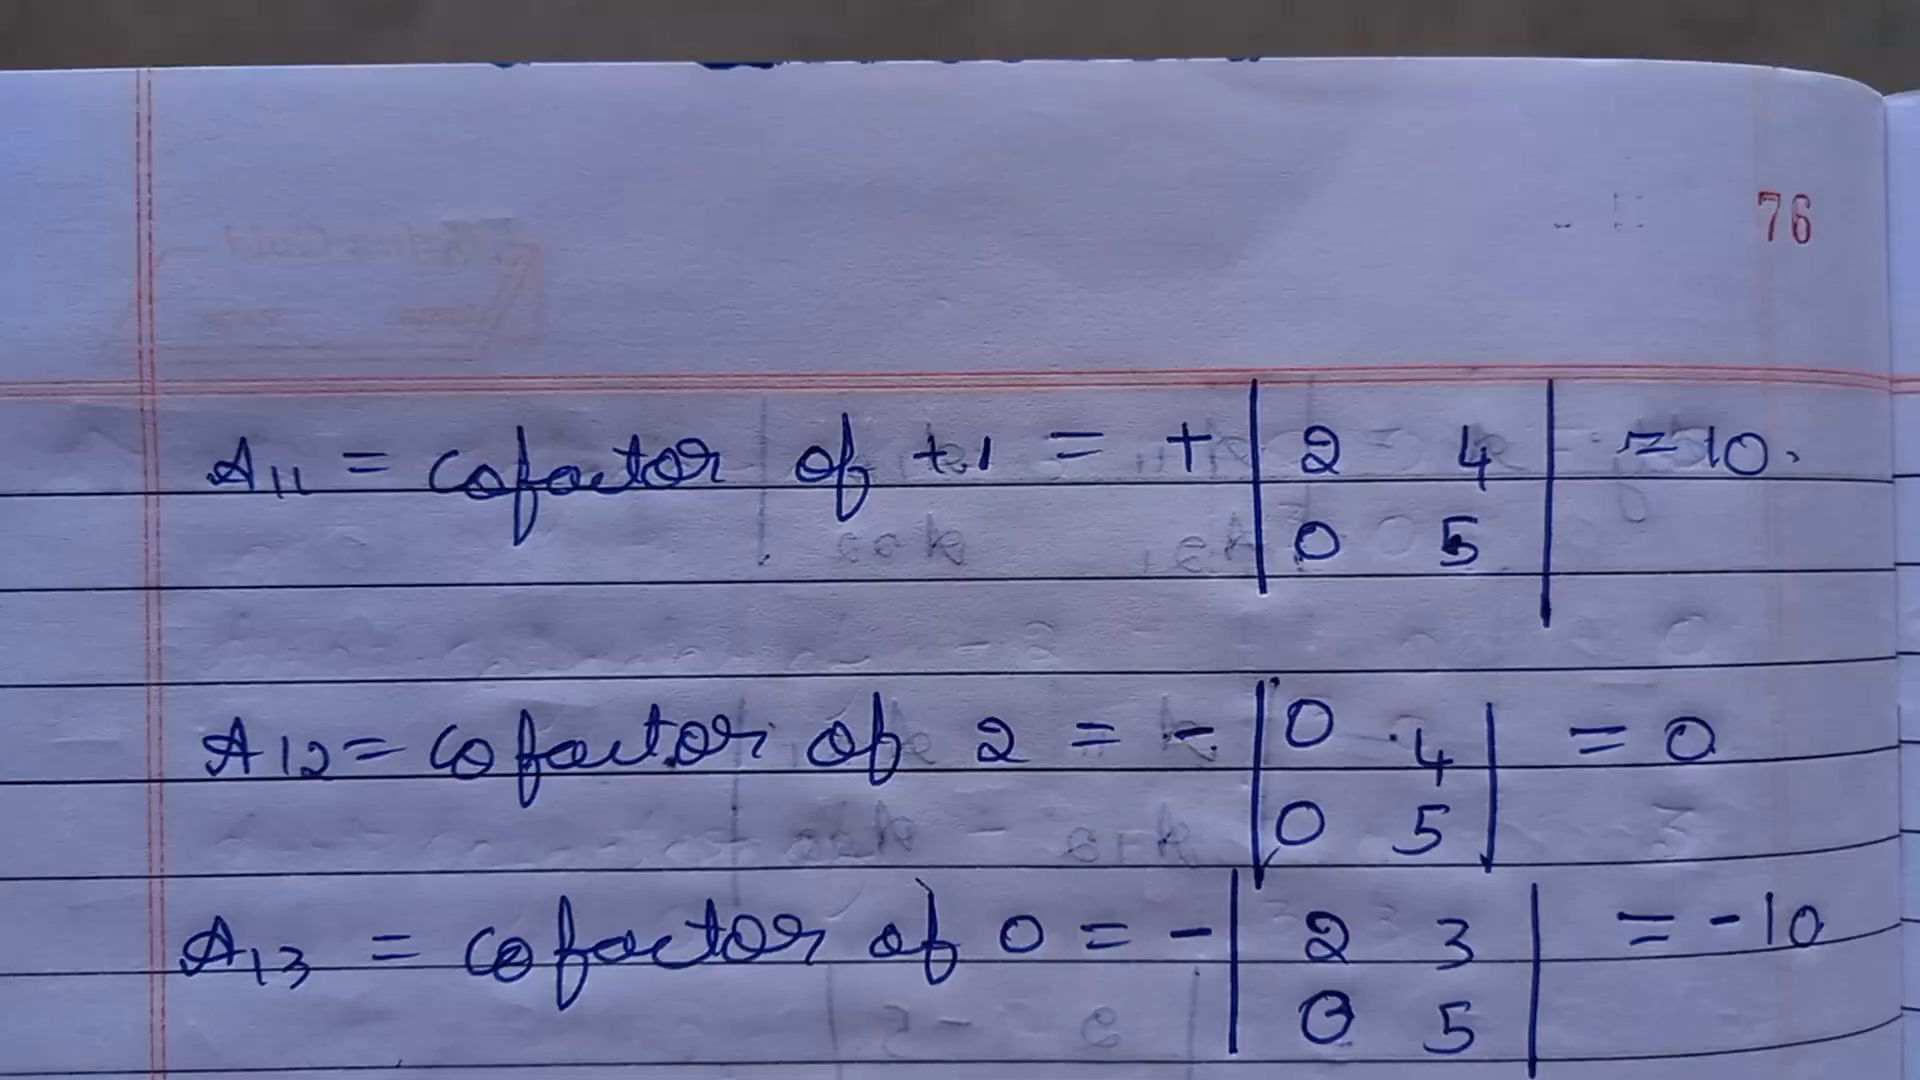 76
A11 = cofactor of +1 = + | 2 4 | = 10.
| 0 5 |
A12 = cofactor of 2 = - | 0 4 | = 0
| 0 5 |
A13 = cofactor of 0 = - | 2 3 | = -10
| 0 5 |